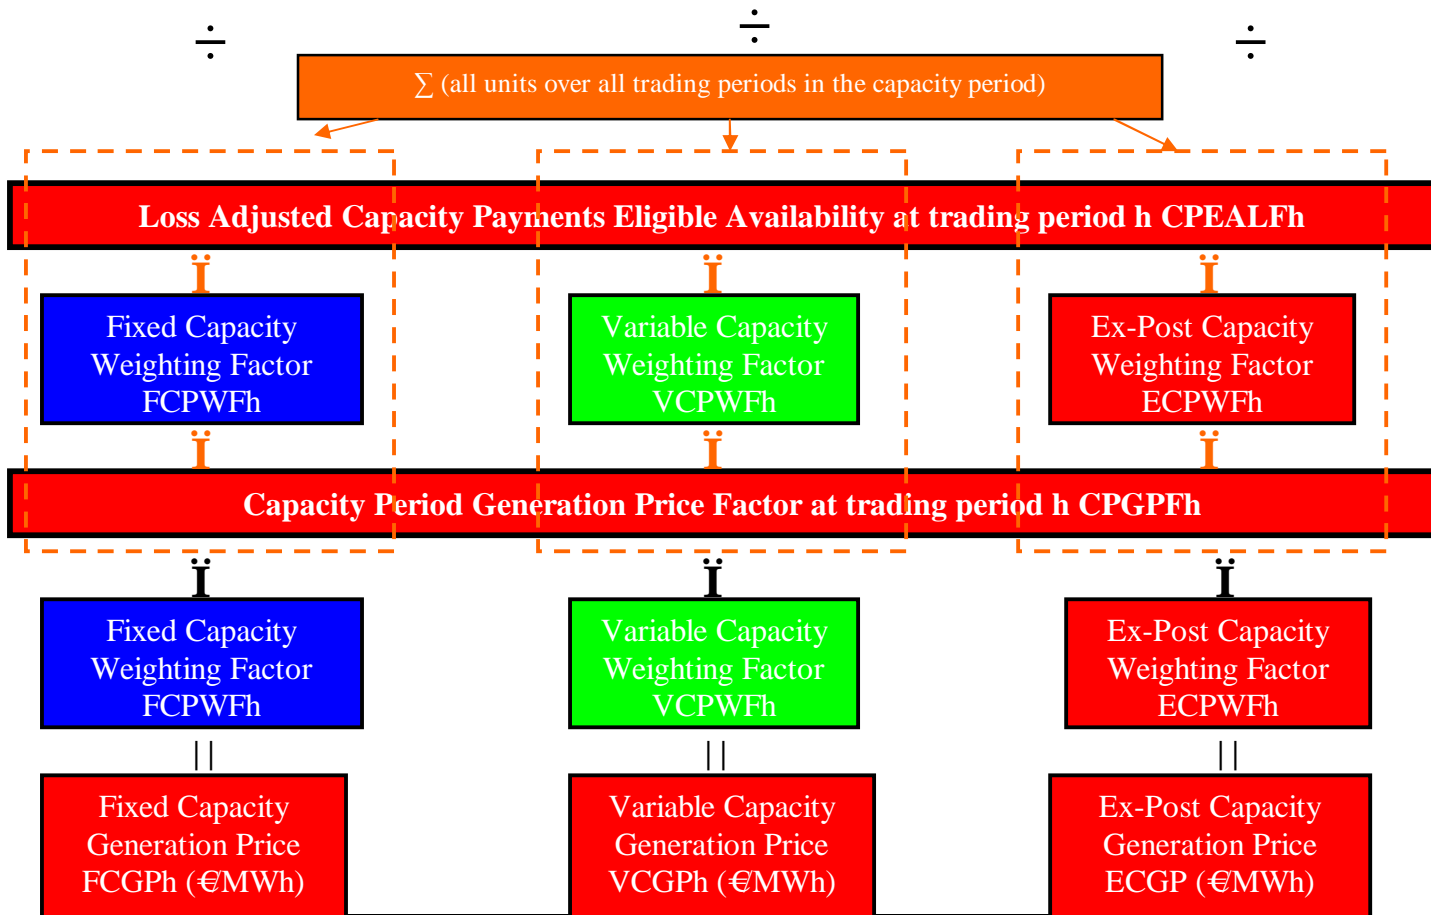 ÷ ÷ ÷
∑ (all units over all trading periods in the capacity period)
Loss Adjusted Capacity Payments Eligible Availability at trading period h CPEALFh
Ï Ï Ï
Fixed Capacity
Weighting Factor
FCPWFh
Variable Capacity
Weighting Factor
VCPWFh
Ex-Post Capacity
Weighting Factor
ECPWFh
Ï Ï Ï
Capacity Period Generation Price Factor at trading period h CPGPFh
Ï Ï Ï
Fixed Capacity
Weighting Factor
FCPWFh
Variable Capacity
Weighting Factor
VCPWFh
Ex-Post Capacity
Weighting Factor
ECPWFh
|| || ||
Fixed Capacity
Generation Price
FCGPh (€/MWh)
Variable Capacity
Generation Price
VCGPh (€/MWh)
Ex-Post Capacity
Generation Price
ECGP (€/MWh)